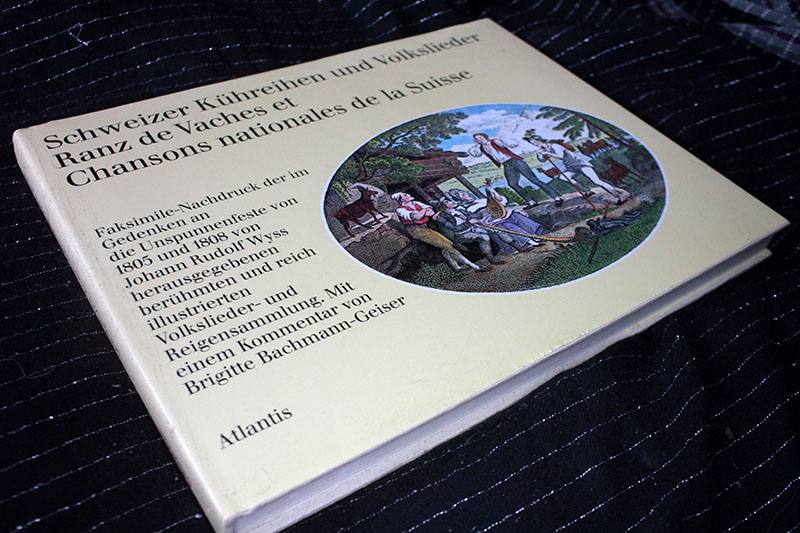 Schweizer Kühreihen und Volkslieder
Ranz de Vaches et
Chansons nationales de la Suisse
Faksimile-Nachdruck der im
Gedenken an
die Unspunnenfeste von
1805 und 1808 von
Johann Rudolf Wyss
herausgegebenen
berühmten und reich
illustrierten
Volkslieder- und
Reigensammlung. Mit
einem Kommentar von
Brigitte Bachmann-Geiser
Atlantis